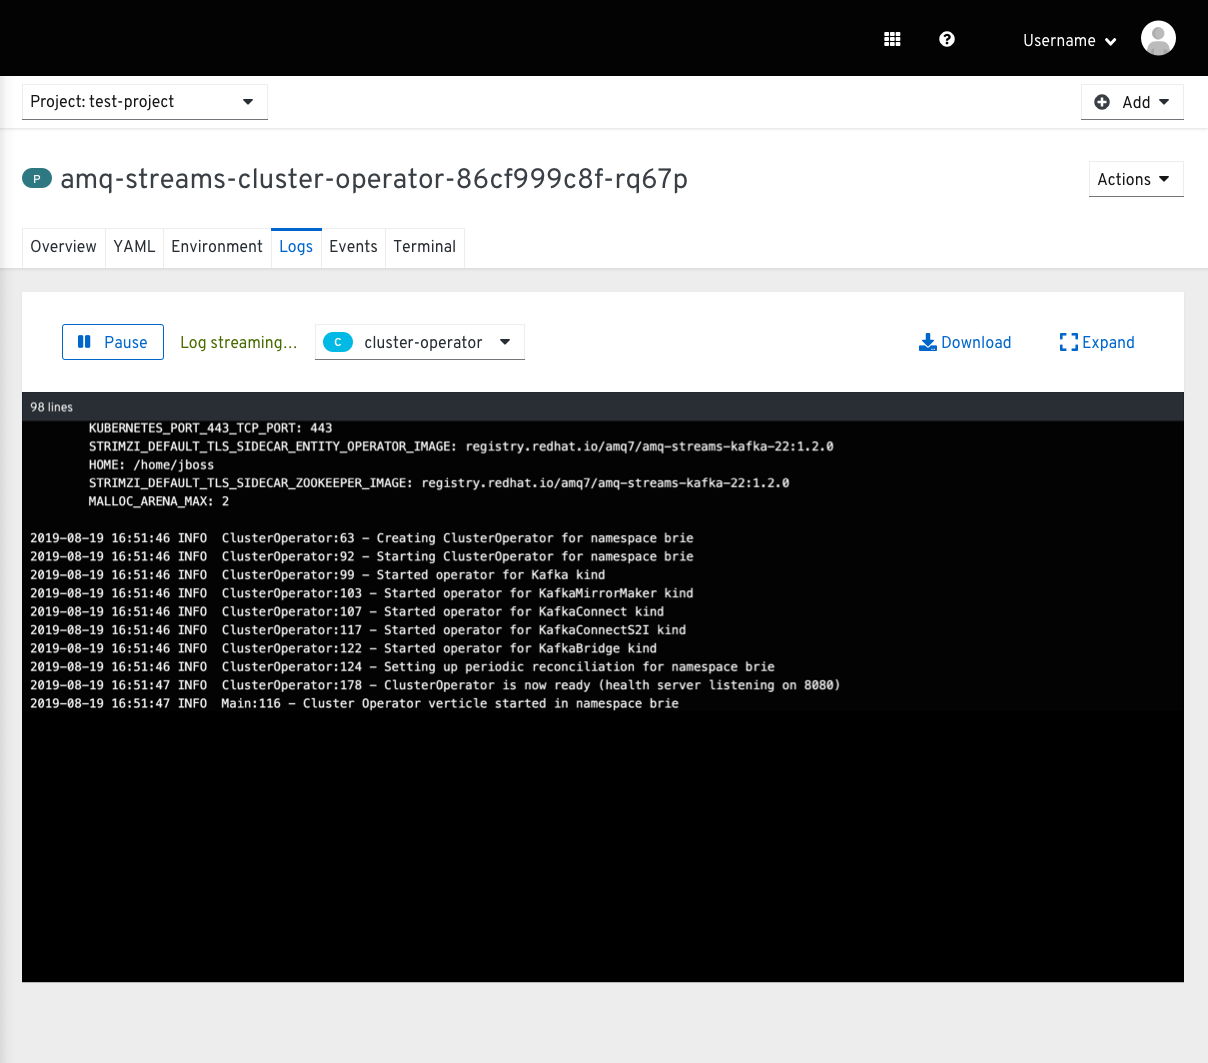 Username
Project: test-project
Add
P amq-streams-cluster-operator-86cf999c8f-rq67p
Actions
Overview YAML Environment Logs Events Terminal
Pause Log streaming... C cluster-operator Download Expand
98 lines
KUBERNETES_PORT_443_TCP_PORT: 443
STRIMZI_DEFAULT_TLS_SIDECAR_ENTITY_OPERATOR_IMAGE: registry.redhat.io/amq7/amq-streams-kafka-22:1.2.0
HOME: /home/jboss
STRIMZI_DEFAULT_TLS_SIDECAR_ZOOKEEPER_IMAGE: registry.redhat.io/amq7/amq-streams-kafka-22:1.2.0
MALLOC_ARENA_MAX: 2
2019-08-19 16:51:46 INFO  ClusterOperator:63 - Creating ClusterOperator for namespace brie
2019-08-19 16:51:46 INFO  ClusterOperator:92 - Starting ClusterOperator for namespace brie
2019-08-19 16:51:46 INFO  ClusterOperator:99 - Started operator for Kafka kind
2019-08-19 16:51:46 INFO  ClusterOperator:103 - Started operator for KafkaMirrorMaker kind
2019-08-19 16:51:46 INFO  ClusterOperator:107 - Started operator for KafkaConnect kind
2019-08-19 16:51:46 INFO  ClusterOperator:117 - Started operator for KafkaConnectS2I kind
2019-08-19 16:51:46 INFO  ClusterOperator:122 - Started operator for KafkaBridge kind
2019-08-19 16:51:46 INFO  ClusterOperator:124 - Setting up periodic reconciliation for namespace brie
2019-08-19 16:51:47 INFO  ClusterOperator:178 - ClusterOperator is now ready (health server listening on 8080)
2019-08-19 16:51:47 INFO  Main:116 - Cluster Operator verticle started in namespace brie